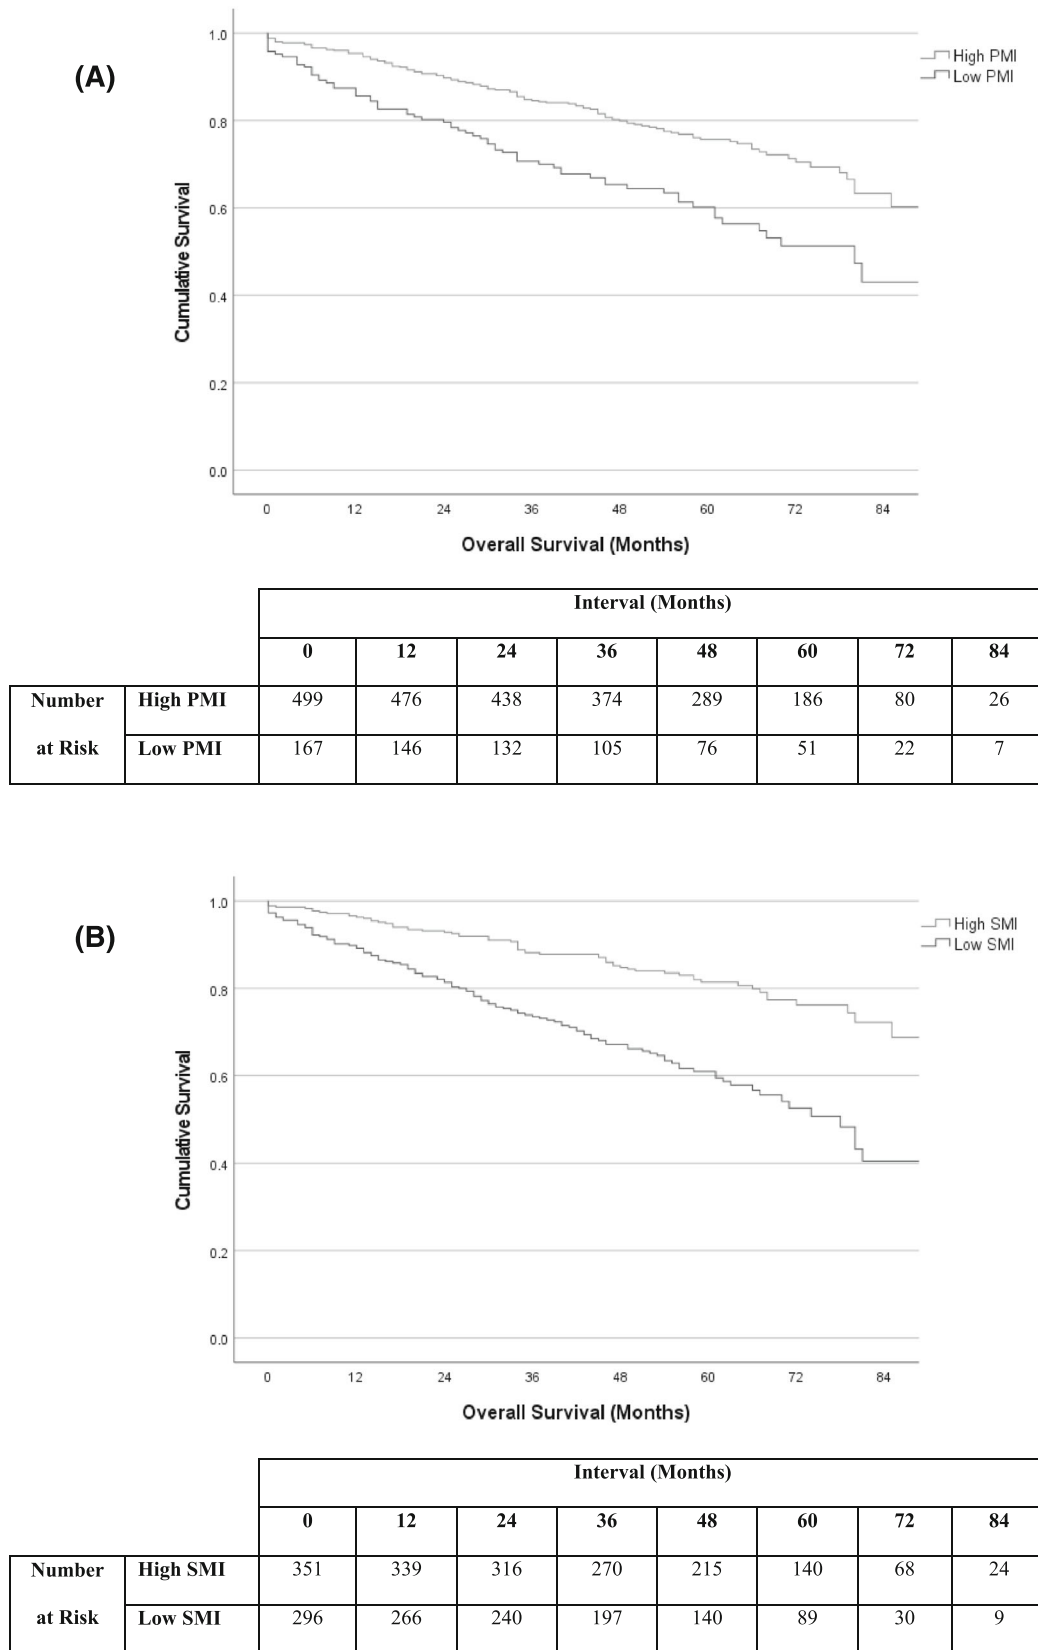 (A)
1.0
High PMI
Low PMI
0.8
0.6
0.4
0.2
0.0
Cumulative Survival
0 12 24 36 48 60 72 84
Overall Survival (Months)
Interval (Months)
0 12 24 36 48 60 72 84
Number at Risk
High PMI 499 476 438 374 289 186 80 26
Low PMI 167 146 132 105 76 51 22 7
(B)
1.0
High SMI
Low SMI
0.8
0.6
0.4
0.2
0.0
Cumulative Survival
0 12 24 36 48 60 72 84
Overall Survival (Months)
Interval (Months)
0 12 24 36 48 60 72 84
Number at Risk
High SMI 351 339 316 270 215 140 68 24
Low SMI 296 266 240 197 140 89 30 9